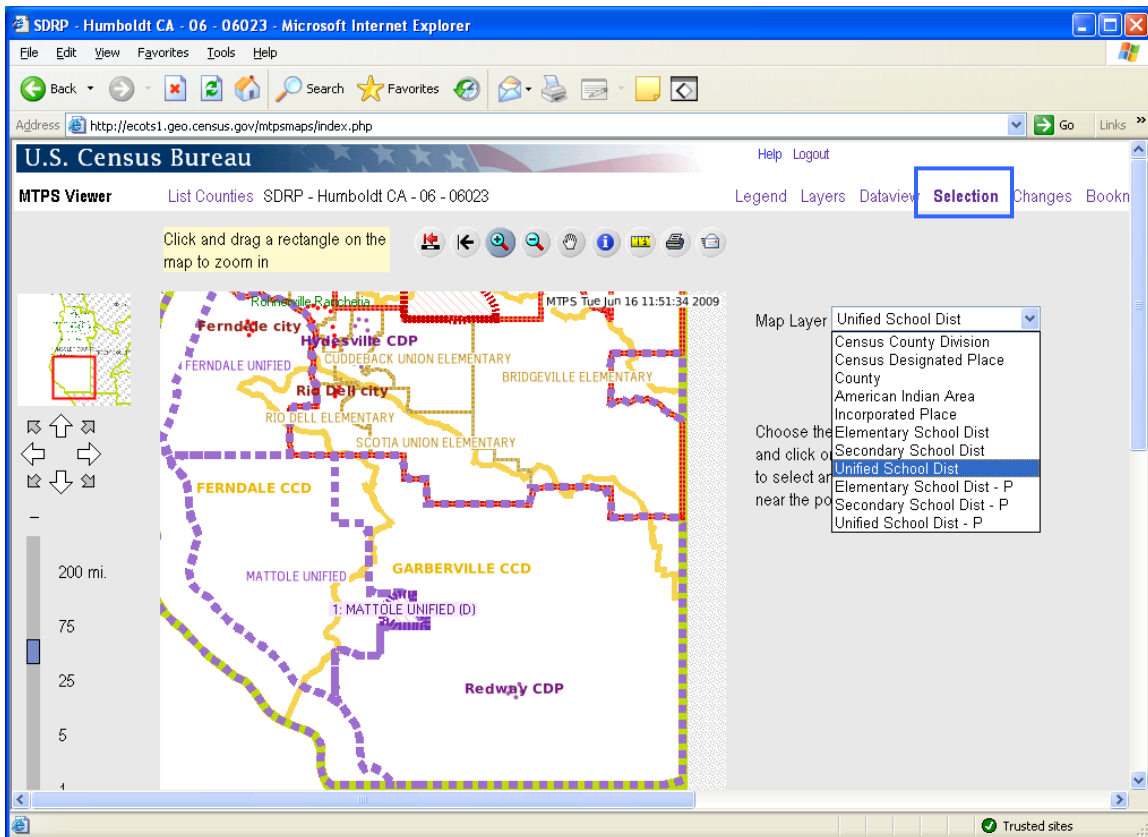 SDRP - Humboldt CA - 06 - 06023 - Microsoft Internet Explorer
File Edit View Favorites Tools Help
Back Search Favorites
Address http://ecots1.geo.census.gov/mtpsmaps/index.php Go Links »
U.S. Census Bureau
Help Logout
MTPS Viewer List Counties SDRP - Humboldt CA - 06 - 06023 Legend Layers Dataview Selection Changes Bookn
Click and drag a rectangle on the
map to zoom in
Rohnerville Rancheria
MTPS Tue Jun 16 11:51:34 2009
Ferndale city
Hydesville CDP
CUDDEBACK UNION ELEMENTARY
FERNDALE UNIFIED
BRIDGEVILLE ELEMENTARY
Rio Dell city
RIO DELL ELEMENTARY
SCOTIA UNION ELEMENTARY
FERNDALE CCD
MATTOLE UNIFIED
GARBERVILLE CCD
1: MATTOLE UNIFIED (D)
Redway CDP
200 mi.
75
25
5
Map Layer Unified School Dist
Census County Division
Census Designated Place
County
American Indian Area
Incorporated Place
Elementary School Dist
Secondary School Dist
Unified School Dist
Elementary School Dist - P
Secondary School Dist - P
Unified School Dist - P
Choose the
and click o
to select an
near the po
Trusted sites